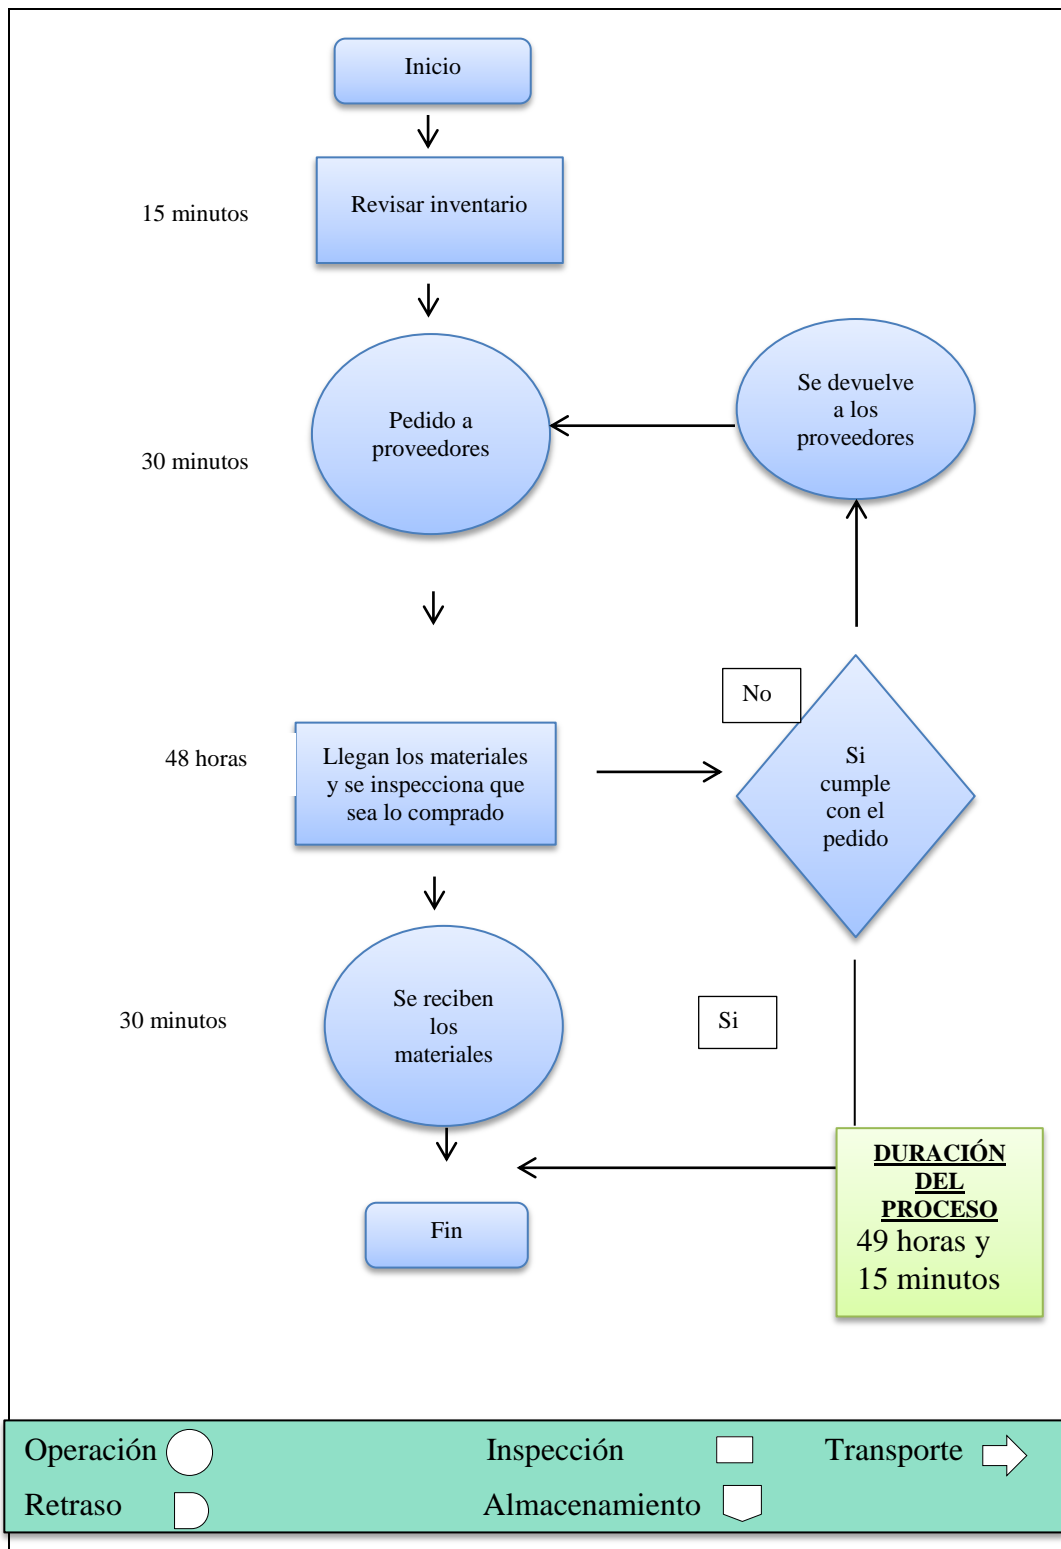 Inicio
15 minutos
Revisar inventario
30 minutos
Pedido a
proveedores
Se devuelve
a los
proveedores
48 horas
Llegan los materiales
y se inspecciona que
sea lo comprado
No
Si
cumple
con el
pedido
30 minutos
Se reciben
los
materiales
Si
Fin
DURACIÓN
DEL
PROCESO
49 horas y
15 minutos
Operación
Inspección
Transporte
Retraso
Almacenamiento